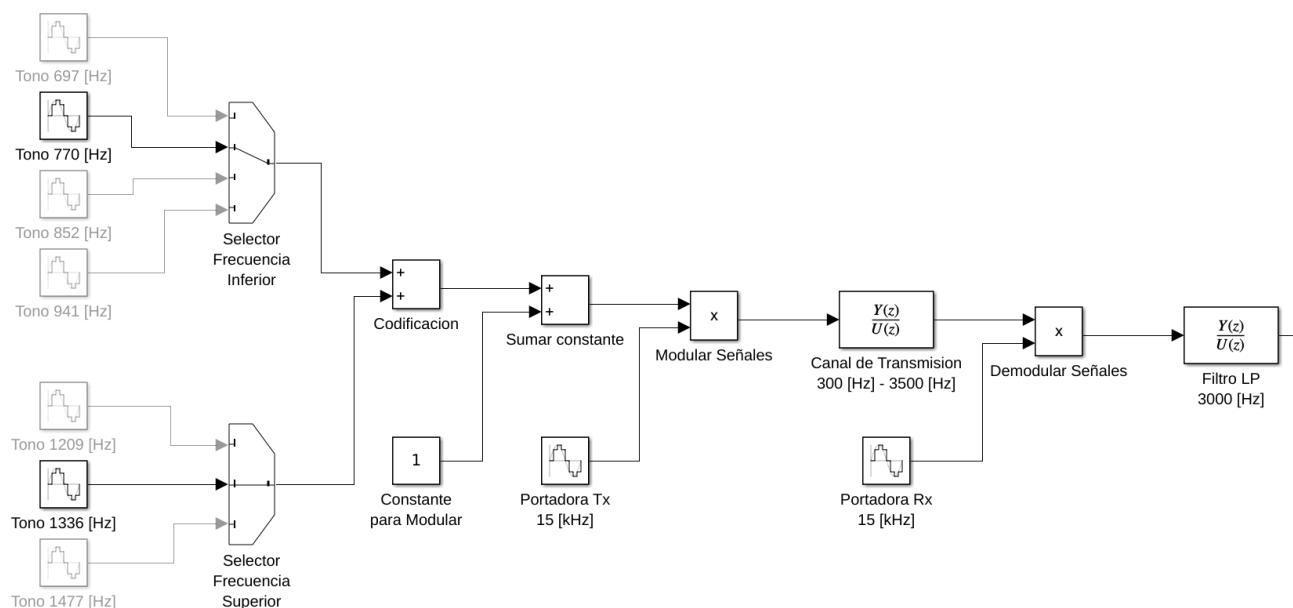 Tono 697 [Hz]
Tono 770 [Hz]
Tono 852 [Hz]
Tono 941 [Hz]
Selector
Frecuencia
Inferior
Tono 1209 [Hz]
Tono 1336 [Hz]
Tono 1477 [Hz]
Selector
Frecuencia
Superior
+
+
Codificacion
1
Constante
para Modular
+
+
Sumar constante
Portadora Tx
15 [kHz]
x
Modular Señales
Y(z)
U(z)
Canal de Transmision
300 [Hz] - 3500 [Hz]
Portadora Rx
15 [kHz]
x
Demodular Señales
Y(z)
U(z)
Filtro LP
3000 [Hz]